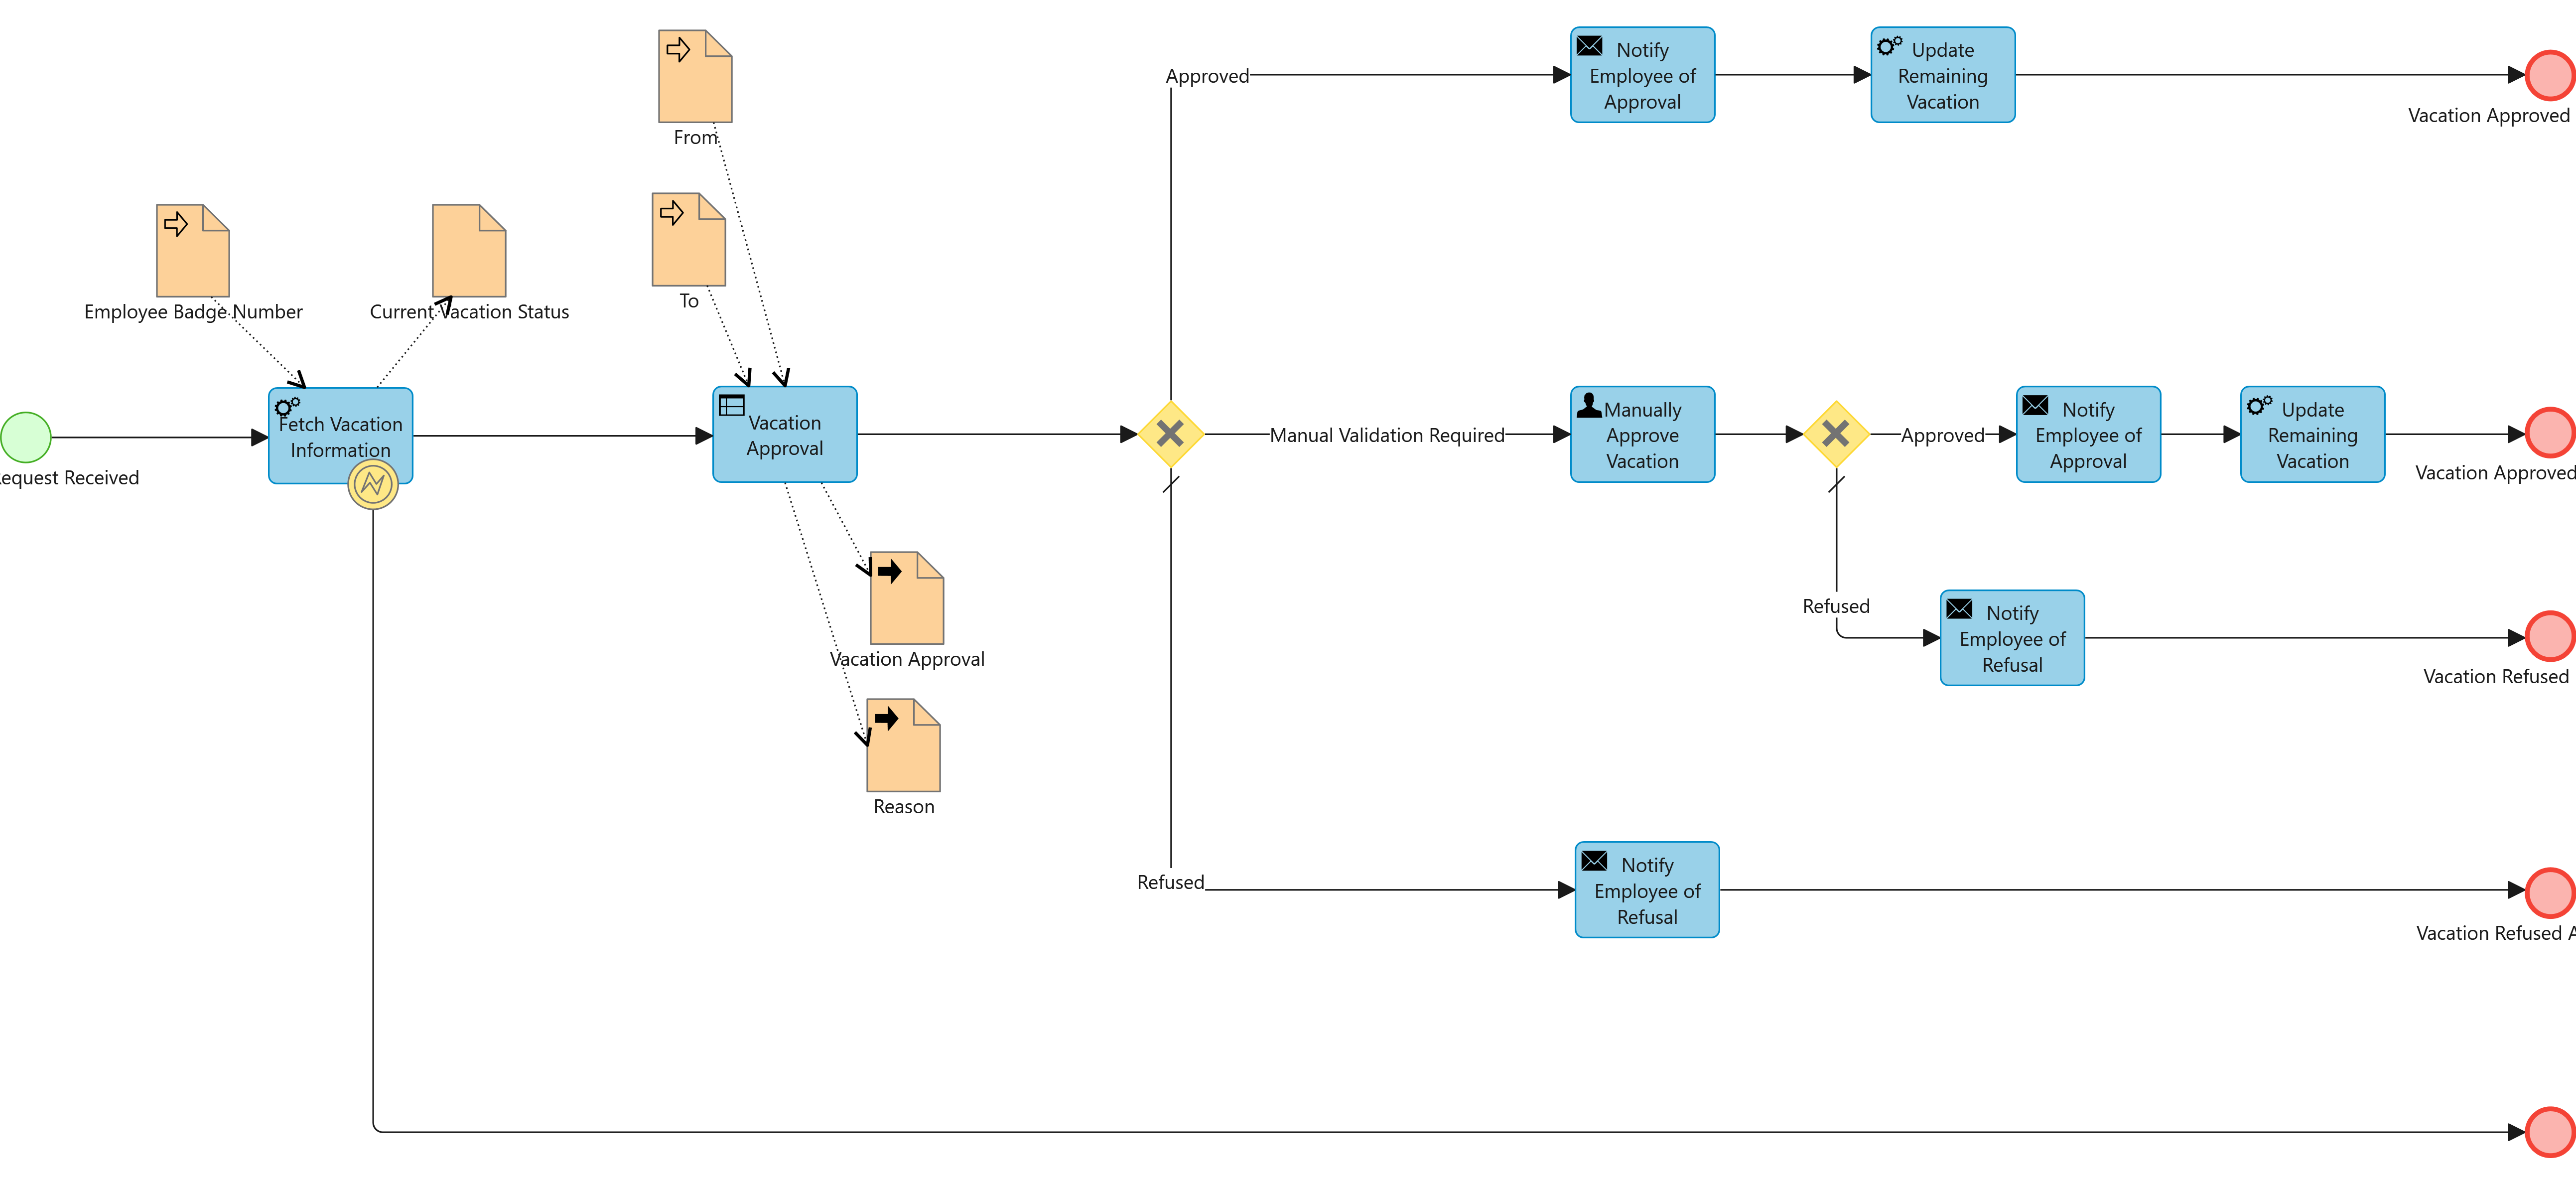 Notify
Employee of
Approval
Update
Remaining
Vacation
Approved
Vacation Approved
From
To
Employee Badge Number
Current Vacation Status
equest Received
Fetch Vacation
Information
Vacation
Approval
Manual Validation Required
Manually
Approve
Vacation
Approved
Notify
Employee of
Approval
Update
Remaining
Vacation
Vacation Approved
Refused
Notify
Employee of
Refusal
Vacation Refused
Vacation Approval
Reason
Refused
Notify
Employee of
Refusal
Vacation Refused A